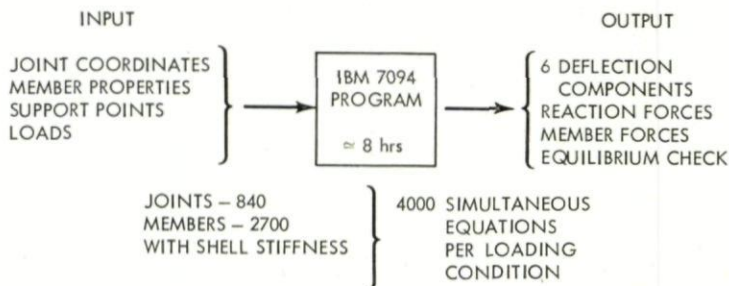 INPUT
JOINT COORDINATES
MEMBER PROPERTIES
SUPPORT POINTS
LOADS
IBM 7094
PROGRAM
≃ 8 hrs
OUTPUT
6 DEFLECTION
COMPONENTS
REACTION FORCES
MEMBER FORCES
EQUILIBRIUM CHECK
JOINTS – 840
MEMBERS – 2700
WITH SHELL STIFFNESS
4000 SIMULTANEOUS
EQUATIONS
PER LOADING
CONDITION